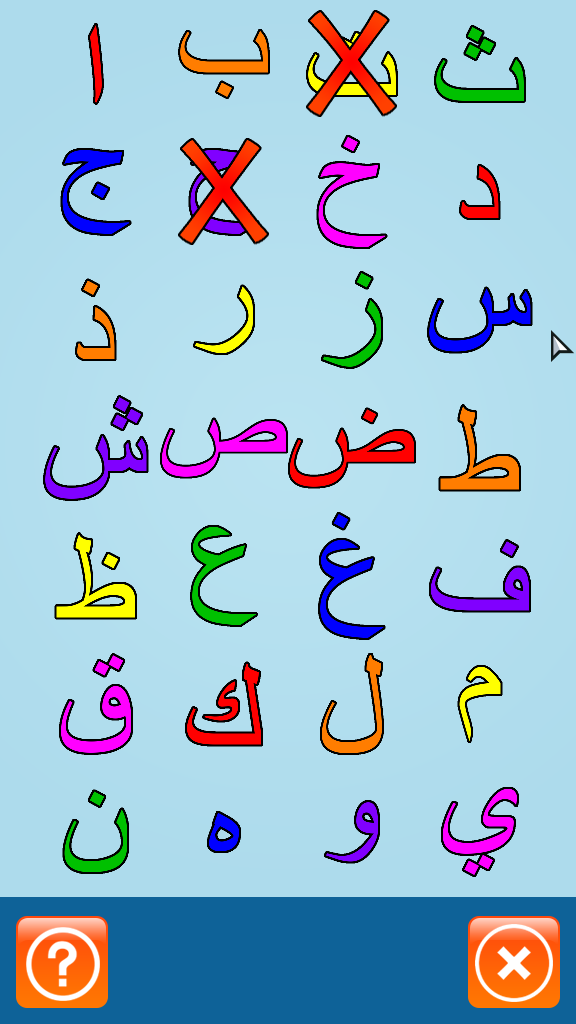 ا ب ت ث
ج ح خ د
ذ ر ز س
ش ص ض ط
ظ ع غ ف
ق ك ل م
ن ه و ي
?